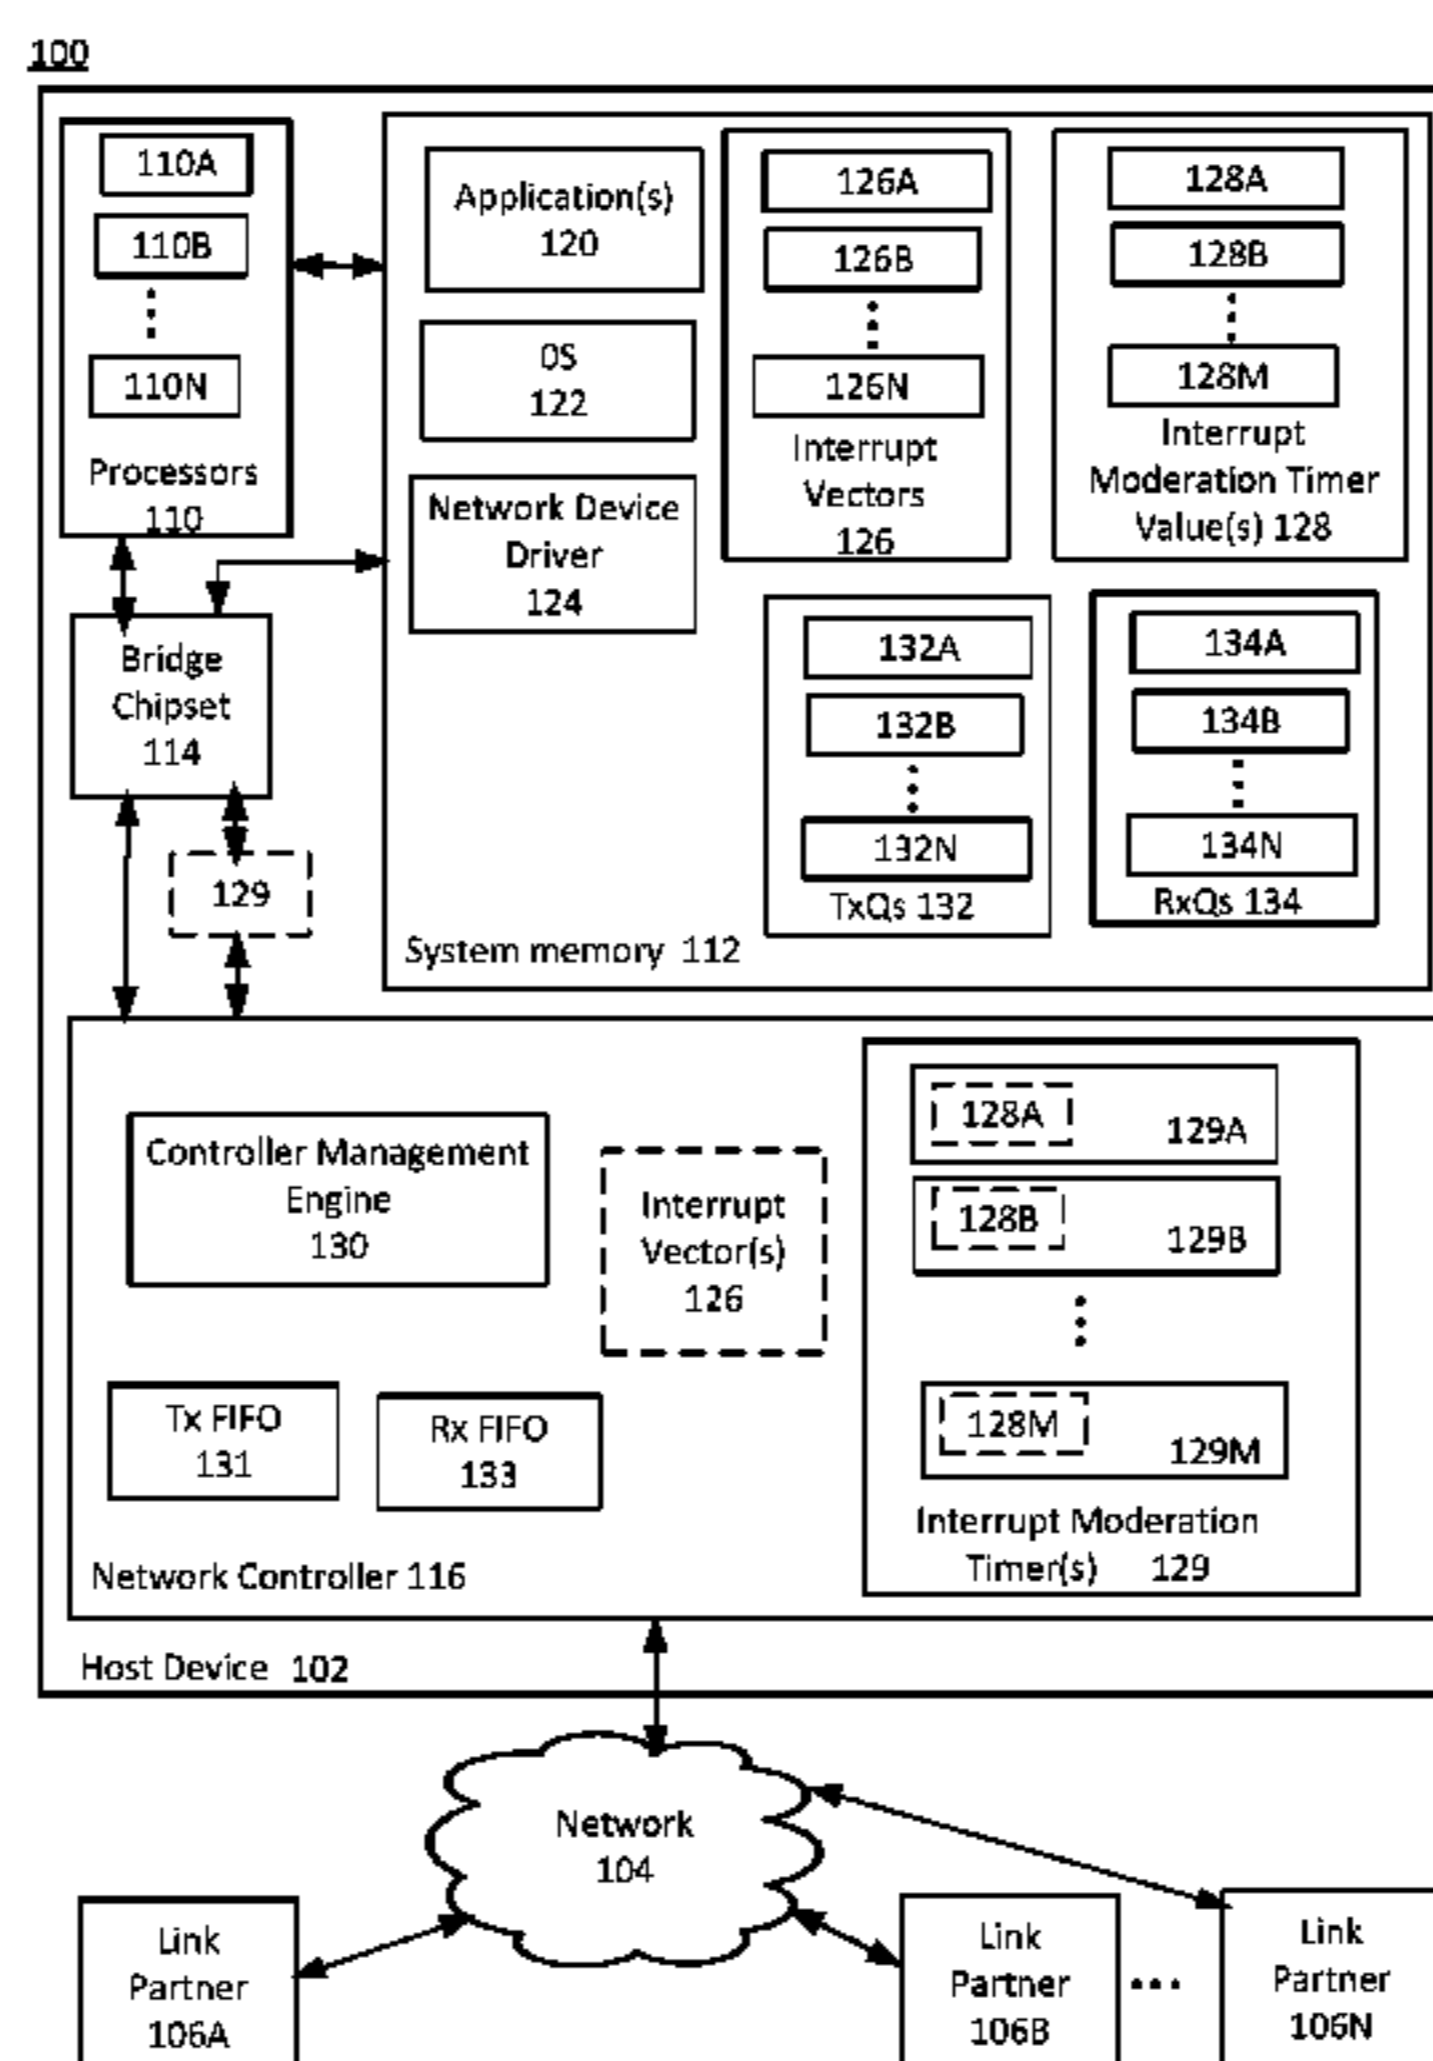 100
110A
110B
110N
Processors
110
Application(s)
120
OS
122
Network Device
Driver
124
126A
126B
126N
Interrupt
Vectors
126
128A
128B
128M
Interrupt
Moderation Timer
Value(s) 128
132A
132B
132N
TxQs 132
134A
134B
134N
RxQs 134
System memory 112
Bridge
Chipset
114
129
Controller Management
Engine
130
Interrupt
Vector(s)
126
128A
129A
128B
129B
128M
129M
Interrupt Moderation
Timer(s) 129
Tx FIFO
131
Rx FIFO
133
Network Controller 116
Host Device 102
Network
104
Link
Partner
106A
Link
Partner
106B
Link
Partner
106N